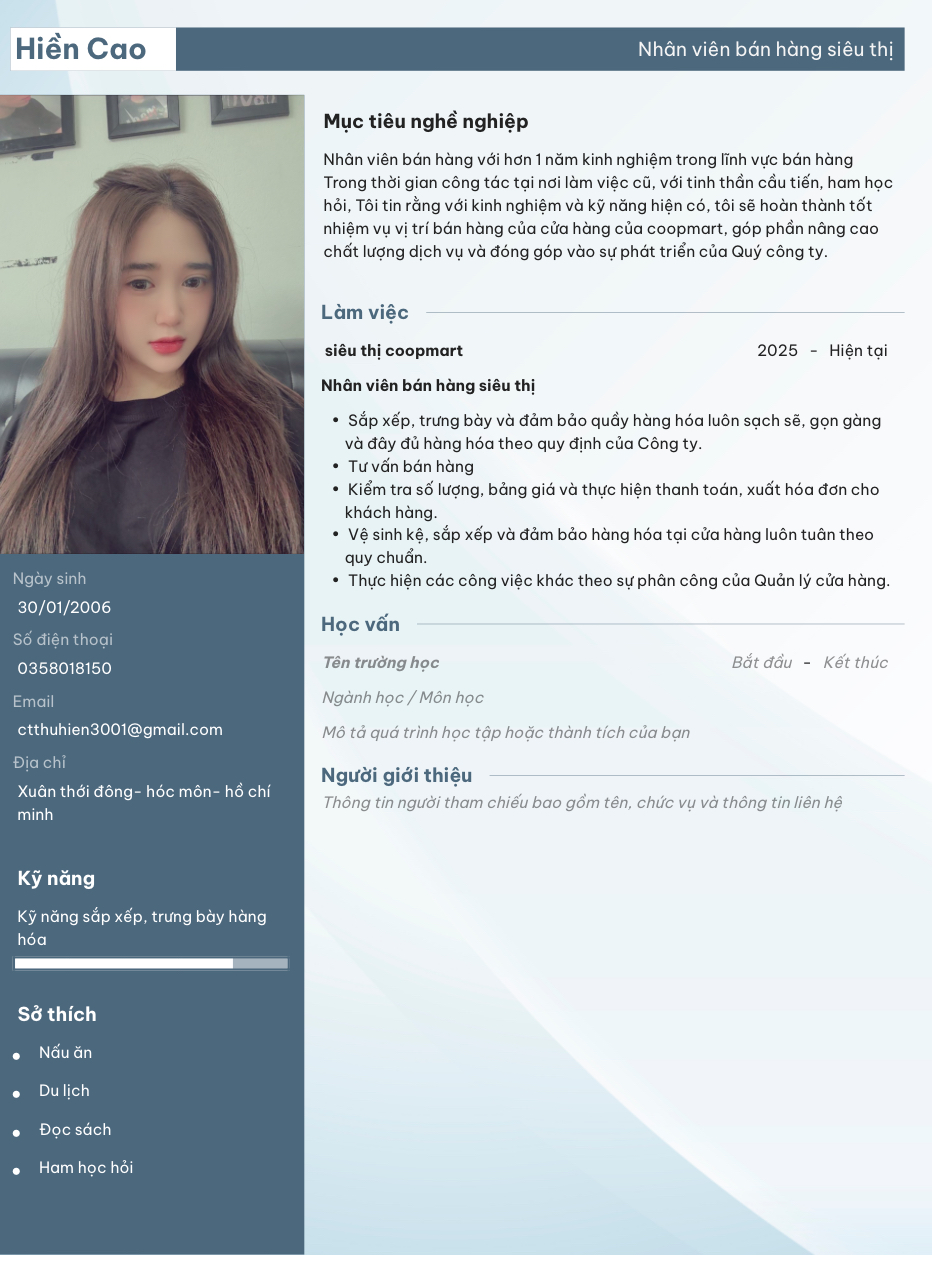 Hiền Cao
Nhân viên bán hàng siêu thị
Ngày sinh
30/01/2006
Số điện thoại
0358018150
Email
ctthuhien3001@gmail.com
Địa chỉ
Xuân thới đông- hóc môn- hồ chí
minh
Kỹ năng
Kỹ năng sắp xếp, trưng bày hàng
hóa
Sở thích
Nấu ăn
Du lịch
Đọc sách
Ham học hỏi
Mục tiêu nghề nghiệp
Nhân viên bán hàng với hơn 1 năm kinh nghiệm trong lĩnh vực bán hàng
Trong thời gian công tác tại nơi làm việc cũ, với tinh thần cầu tiến, ham học
hỏi, Tôi tin rằng với kinh nghiệm và kỹ năng hiện có, tôi sẽ hoàn thành tốt
nhiệm vụ vị trí bán hàng của cửa hàng của coopmart, góp phần nâng cao
chất lượng dịch vụ và đóng góp vào sự phát triển của Quý công ty.
Làm việc
siêu thị coopmart 2025 - Hiện tại
Nhân viên bán hàng siêu thị
• Sắp xếp, trưng bày và đảm bảo quầy hàng hóa luôn sạch sẽ, gọn gàng
và đây đủ hàng hóa theo quy định của Công ty.
• Tư vấn bán hàng
• Kiểm tra số lượng, bảng giá và thực hiện thanh toán, xuất hóa đơn cho
khách hàng.
• Vệ sinh kệ, sắp xếp và đảm bảo hàng hóa tại cửa hàng luôn tuân theo
quy chuẩn.
• Thực hiện các công việc khác theo sự phân công của Quản lý cửa hàng.
Học vấn
Tên trường học Bắt đầu - Kết thúc
Ngành học / Môn học
Mô tả quá trình học tập hoặc thành tích của bạn
Người giới thiệu
Thông tin người tham chiếu bao gồm tên, chức vụ và thông tin liên hệ